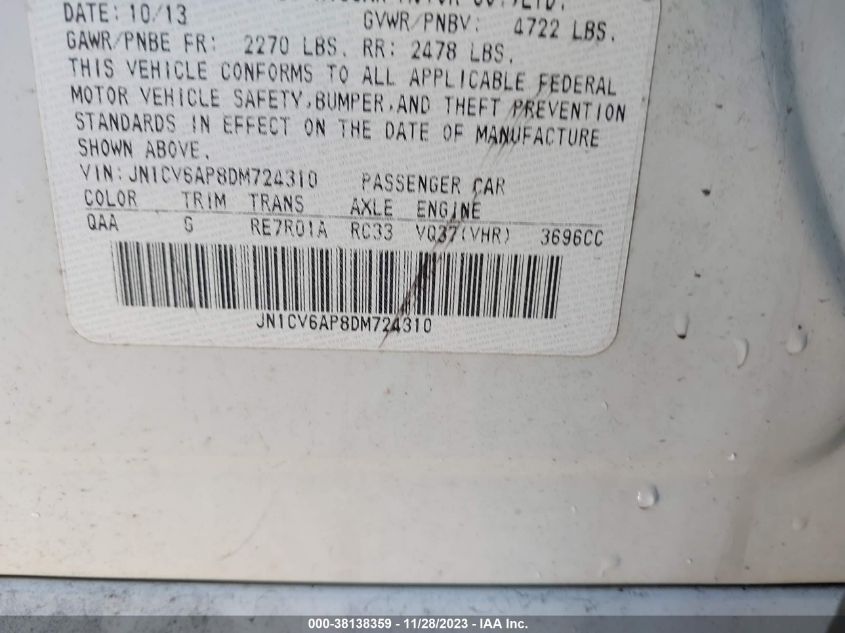 DATE: 10/13 GVWR/PNBV: 4722 LBS.
GAWR/PNBE FR: 2270 LBS. RR: 2478 LBS.
THIS VEHICLE CONFORMS TO ALL APPLICABLE FEDERAL
MOTOR VEHICLE SAFETY,BUMPER,AND THEFT PREVENTION
STANDARDS IN EFFECT ON THE DATE OF MANUFACTURE
SHOWN ABOVE.
VIN:JN1CV6AP8DM724310 PASSENGER CAR
COLOR TRIM TRANS AXLE ENGINE
QAA G RE7R01A RC33 VQ37(VHR) 3696CC
JN1CV6AP8DM724310
000-38138359 - 11/28/2023 - IAA Inc.